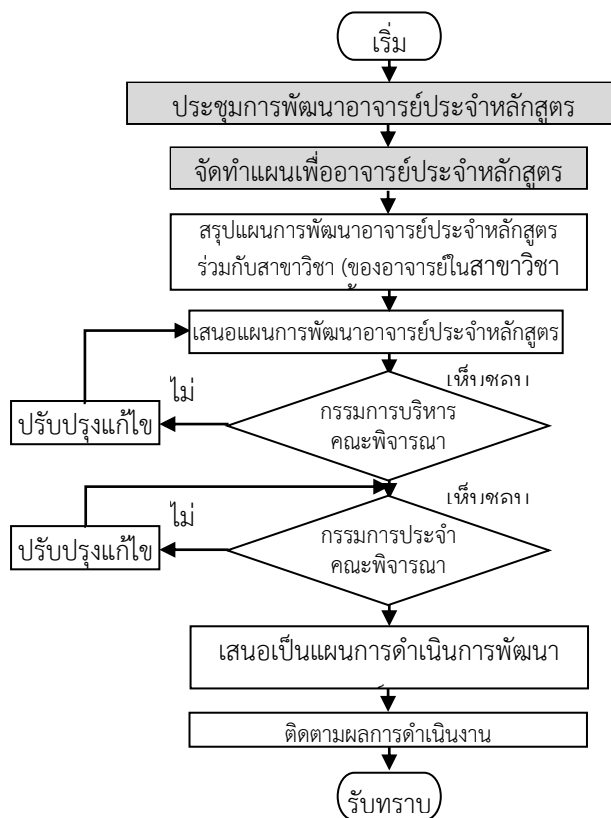 เริ่ม
ประชุมการพัฒนาอาจารย์ประจำหลักสูตร
จัดทำแผนเพื่ออาจารย์ประจำหลักสูตร
สรุปแผนการพัฒนาอาจารย์ประจำหลักสูตร
ร่วมกับสาขาวิชา (ของอาจารย์ในสาขาวิชา
เสนอแผนการพัฒนาอาจารย์ประจำหลักสูตร
เห็นชอบ
ไม่
กรรมการบริหาร
ปรับปรุงแก้ไข
คณะพิจารณา
เห็นชอบ
ไม่
กรรมการประจำ
ปรับปรุงแก้ไข
คณะพิจารณา
เสนอเป็นแผนการดำเนินการพัฒนา
ติดตามผลการดำเนินงาน
รับทราบ